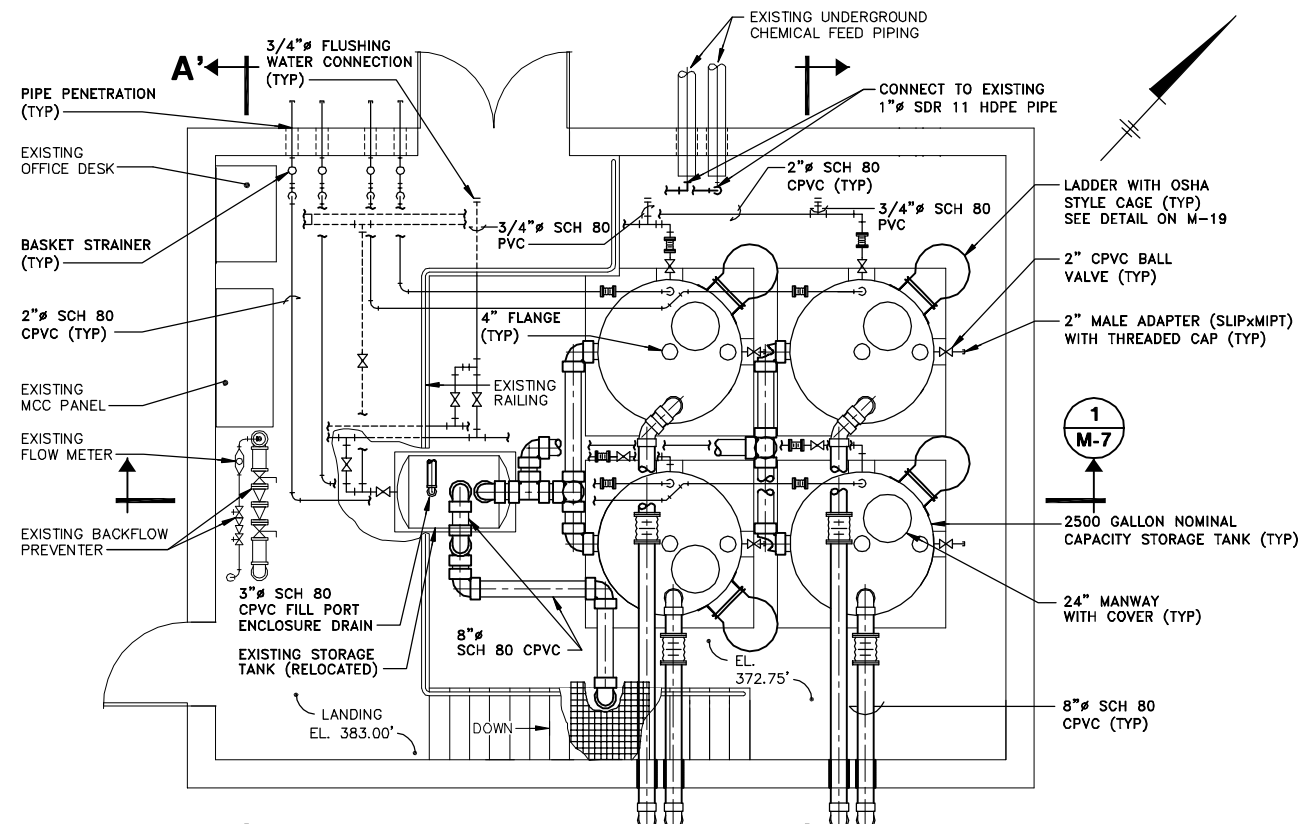 EXISTING UNDERGROUND
CHEMICAL FEED PIPING
A'
3/4"ø FLUSHING
WATER CONNECTION
(TYP)
PIPE PENETRATION
(TYP)
CONNECT TO EXISTING
1"ø SDR 11 HDPE PIPE
EXISTING
OFFICE DESK
2"ø SCH 80
CPVC (TYP)
LADDER WITH OSHA
STYLE CAGE (TYP)
SEE DETAIL ON M-19
3/4"ø SCH 80
PVC
3/4"ø SCH 80
PVC
BASKET STRAINER
(TYP)
2" CPVC BALL
VALVE (TYP)
2"ø SCH 80
CPVC (TYP)
4" FLANGE
(TYP)
2" MALE ADAPTER (SLIPxMIPT)
WITH THREADED CAP (TYP)
EXISTING
MCC PANEL
EXISTING
RAILING
1
M-7
EXISTING
FLOW METER
EXISTING BACKFLOW
PREVENTER
2500 GALLON NOMINAL
CAPACITY STORAGE TANK (TYP)
3"ø SCH 80
CPVC FILL PORT
ENCLOSURE DRAIN
24" MANWAY
WITH COVER (TYP)
8"ø
SCH 80 CPVC
EXISTING STORAGE
TANK (RELOCATED)
EL.
372.75'
LANDING
EL. 383.00'
DOWN
8"ø SCH 80
CPVC (TYP)